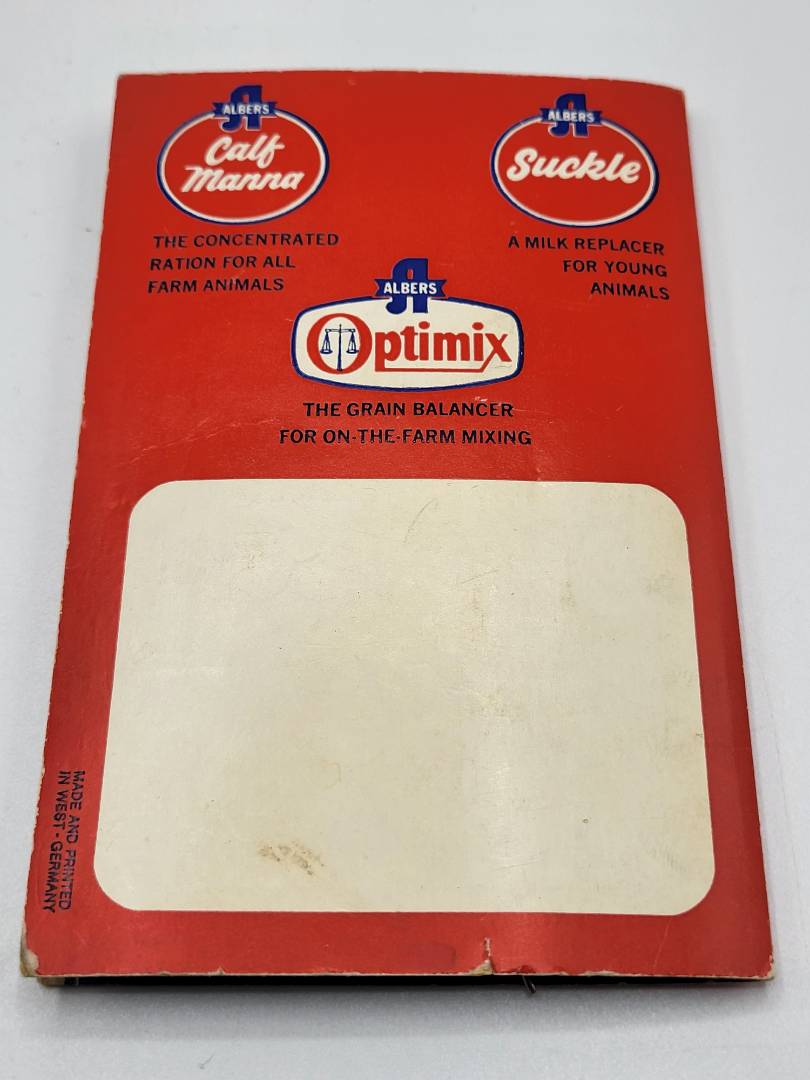 ALBERS
A
Calf
Manna
THE CONCENTRATED
RATION FOR ALL
FARM ANIMALS
ALBERS
A
Suckle
A MILK REPLACER
FOR YOUNG
ANIMALS
ALBERS
A
Optimix
THE GRAIN BALANCER
FOR ON-THE-FARM MIXING
MADE AND PRINTED
IN WEST - GERMANY